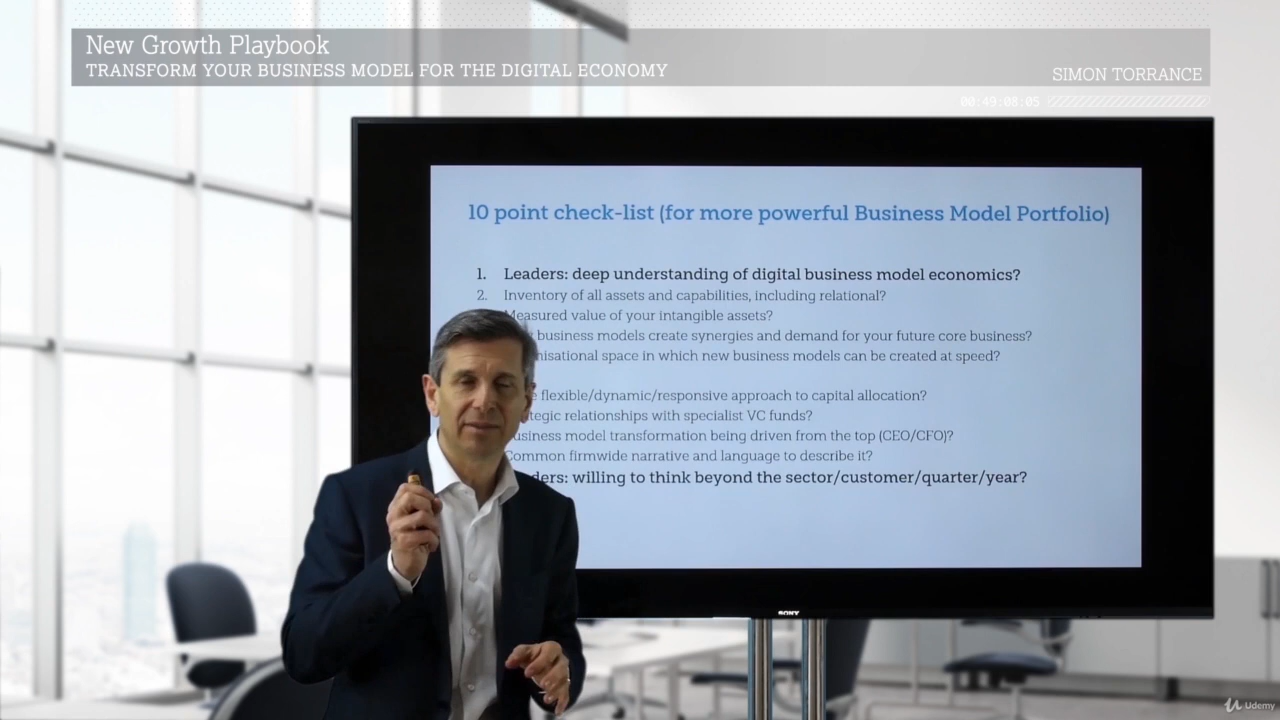 New Growth Playbook
TRANSFORM YOUR BUSINESS MODEL FOR THE DIGITAL ECONOMY
SIMON TORRANCE
00:49:08:05
10 point check-list (for more powerful Business Model Portfolio)
1. Leaders: deep understanding of digital business model economics?
2. Inventory of all assets and capabilities, including relational?
Measured value of your intangible assets?
business models create synergies and demand for your future core business?
space in which new business models can be created at speed?
flexible/dynamic/responsive approach to capital allocation?
relationships with specialist VC funds?
business model transformation being driven from the top (CEO/CFO)?
Common firmwide narrative and language to describe it?
willing to think beyond the sector/customer/quarter/year?
SONY
Udemy